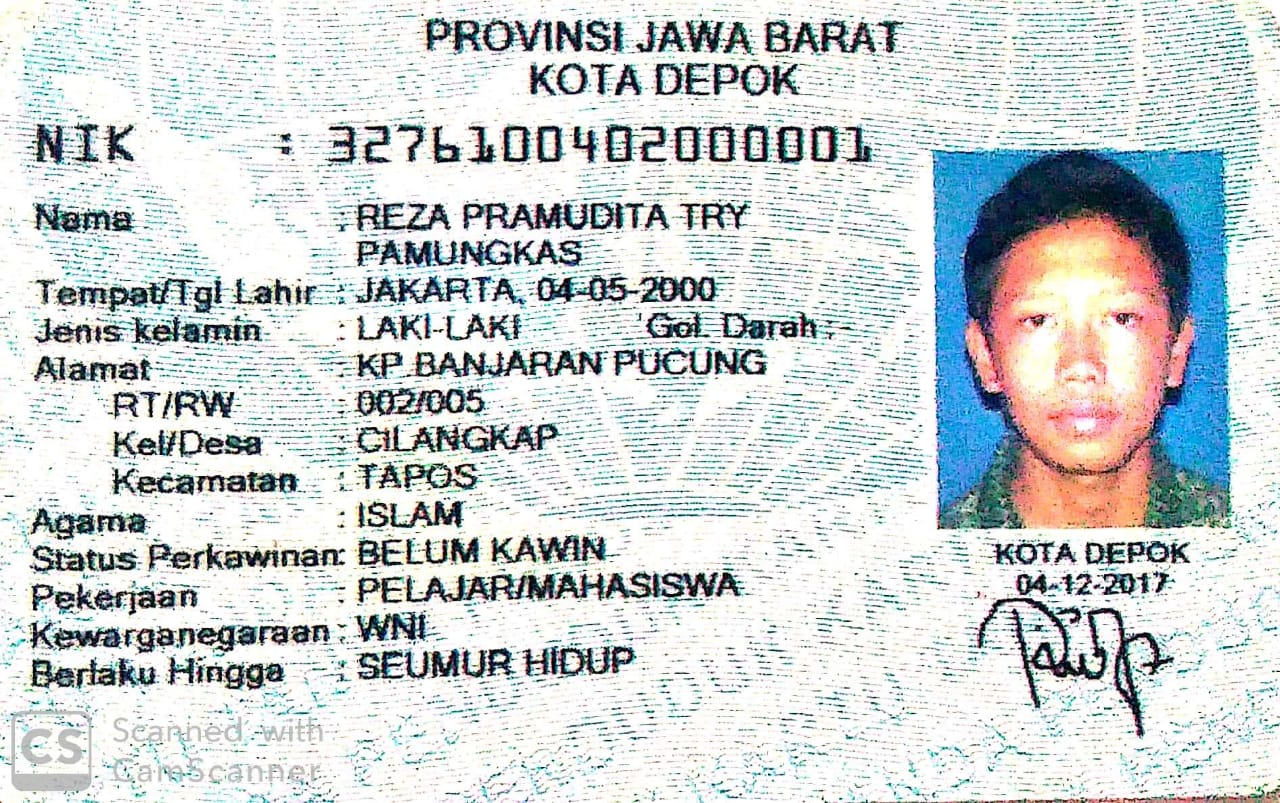 PROVINSI JAWA BARAT
KOTA DEPOK
NIK : 3276100402000001
Nama : REZA PRAMUDITA TRY
PAMUNGKAS
Tempat/Tgl Lahir : JAKARTA, 04-05-2000
Jenis kelamin : LAKI-LAKI Gol. Darah : -
Alamat : KP BANJARAN PUCUNG
RT/RW : 002/005
Kel/Desa : CILANGKAP
Kecamatan : TAPOS
Agama : ISLAM
Status Perkawinan: BELUM KAWIN
Pekerjaan : PELAJAR/MAHASISWA
Kewarganegaraan : WNI
Berlaku Hingga : SEUMUR HIDUP
KOTA DEPOK
04-12-2017
CS Scanned with
CamScanner